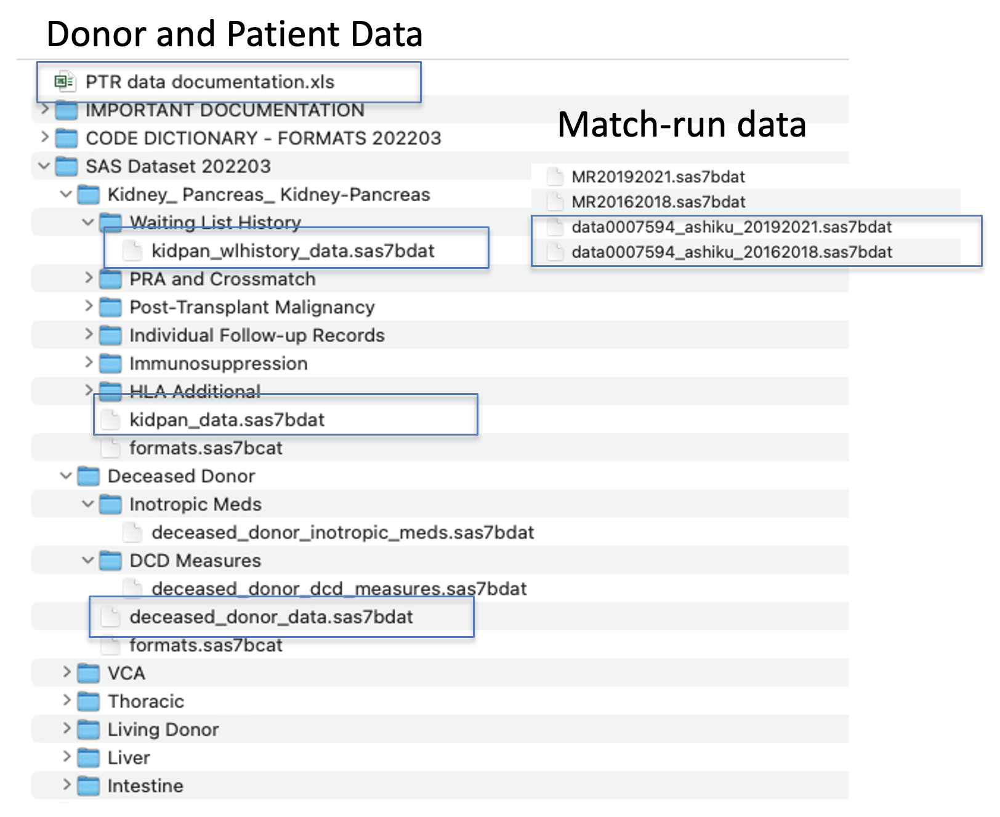 Donor and Patient Data
PTR data documentation.xls
IMPORTANT DOCUMENTATION
CODE DICTIONARY - FORMATS 202203
SAS Dataset 202203
Kidney_ Pancreas_ Kidney-Pancreas
Waiting List History
kidpan_wlhistory_data.sas7bdat
PRA and Crossmatch
Post-Transplant Malignancy
Individual Follow-up Records
Immunosuppression
HLA Additional
kidpan_data.sas7bdat
formats.sas7bcat
Deceased Donor
Inotropic Meds
deceased_donor_inotropic_meds.sas7bdat
DCD Measures
deceased_donor_dcd_measures.sas7bdat
deceased_donor_data.sas7bdat
formats.sas7bcat
VCA
Thoracic
Living Donor
Liver
Intestine
Match-run data
MR20192021.sas7bdat
MR20162018.sas7bdat
data0007594_ashiku_20192021.sas7bdat
data0007594_ashiku_20162018.sas7bdat